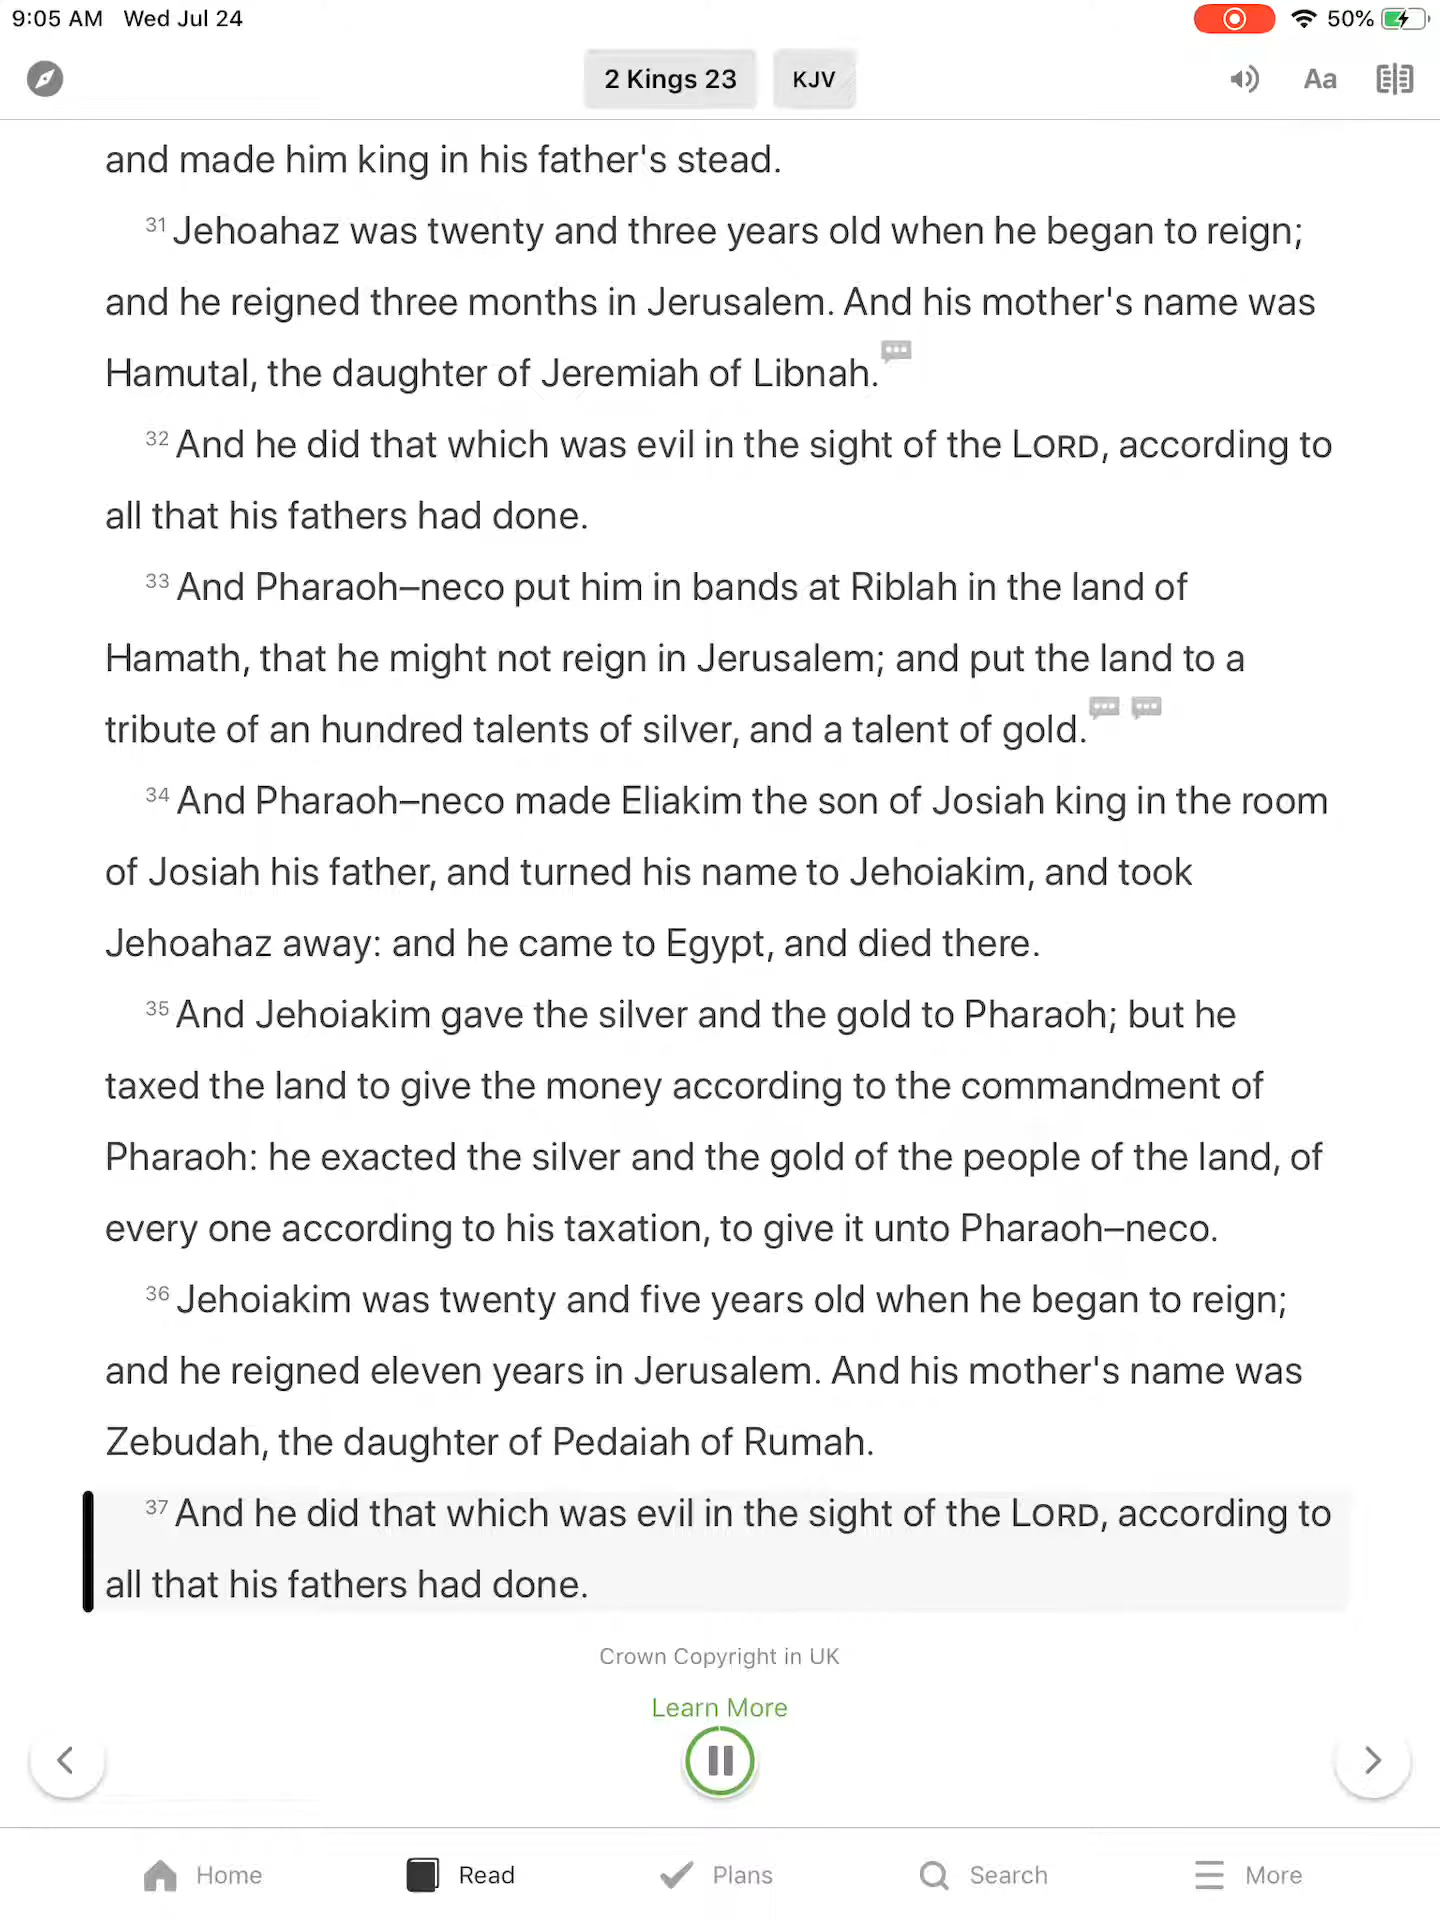 9:05 AM Wed Jul 24 50%
2 Kings 23 KJV Aa
and made him king in his father's stead.
31 Jehoahaz was twenty and three years old when he began to reign;
and he reigned three months in Jerusalem. And his mother's name was
Hamutal, the daughter of Jeremiah of Libnah.
32 And he did that which was evil in the sight of the LORD, according to
all that his fathers had done.
33 And Pharaoh–neco put him in bands at Riblah in the land of
Hamath, that he might not reign in Jerusalem; and put the land to a
tribute of an hundred talents of silver, and a talent of gold.
34 And Pharaoh–neco made Eliakim the son of Josiah king in the room
of Josiah his father, and turned his name to Jehoiakim, and took
Jehoahaz away: and he came to Egypt, and died there.
35 And Jehoiakim gave the silver and the gold to Pharaoh; but he
taxed the land to give the money according to the commandment of
Pharaoh: he exacted the silver and the gold of the people of the land, of
every one according to his taxation, to give it unto Pharaoh–neco.
36 Jehoiakim was twenty and five years old when he began to reign;
and he reigned eleven years in Jerusalem. And his mother's name was
Zebudah, the daughter of Pedaiah of Rumah.
37 And he did that which was evil in the sight of the LORD, according to
all that his fathers had done.
Crown Copyright in UK
Learn More
Home Read Plans Search More